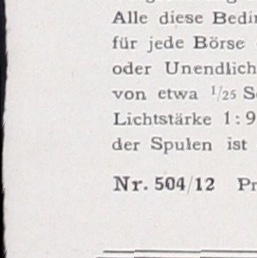 Alle diese Bedin
für jede Börse
oder Unendlich
von etwa 1/25 S
Lichtstärke 1:9
der Spulen ist
Nr. 504/12 Pr